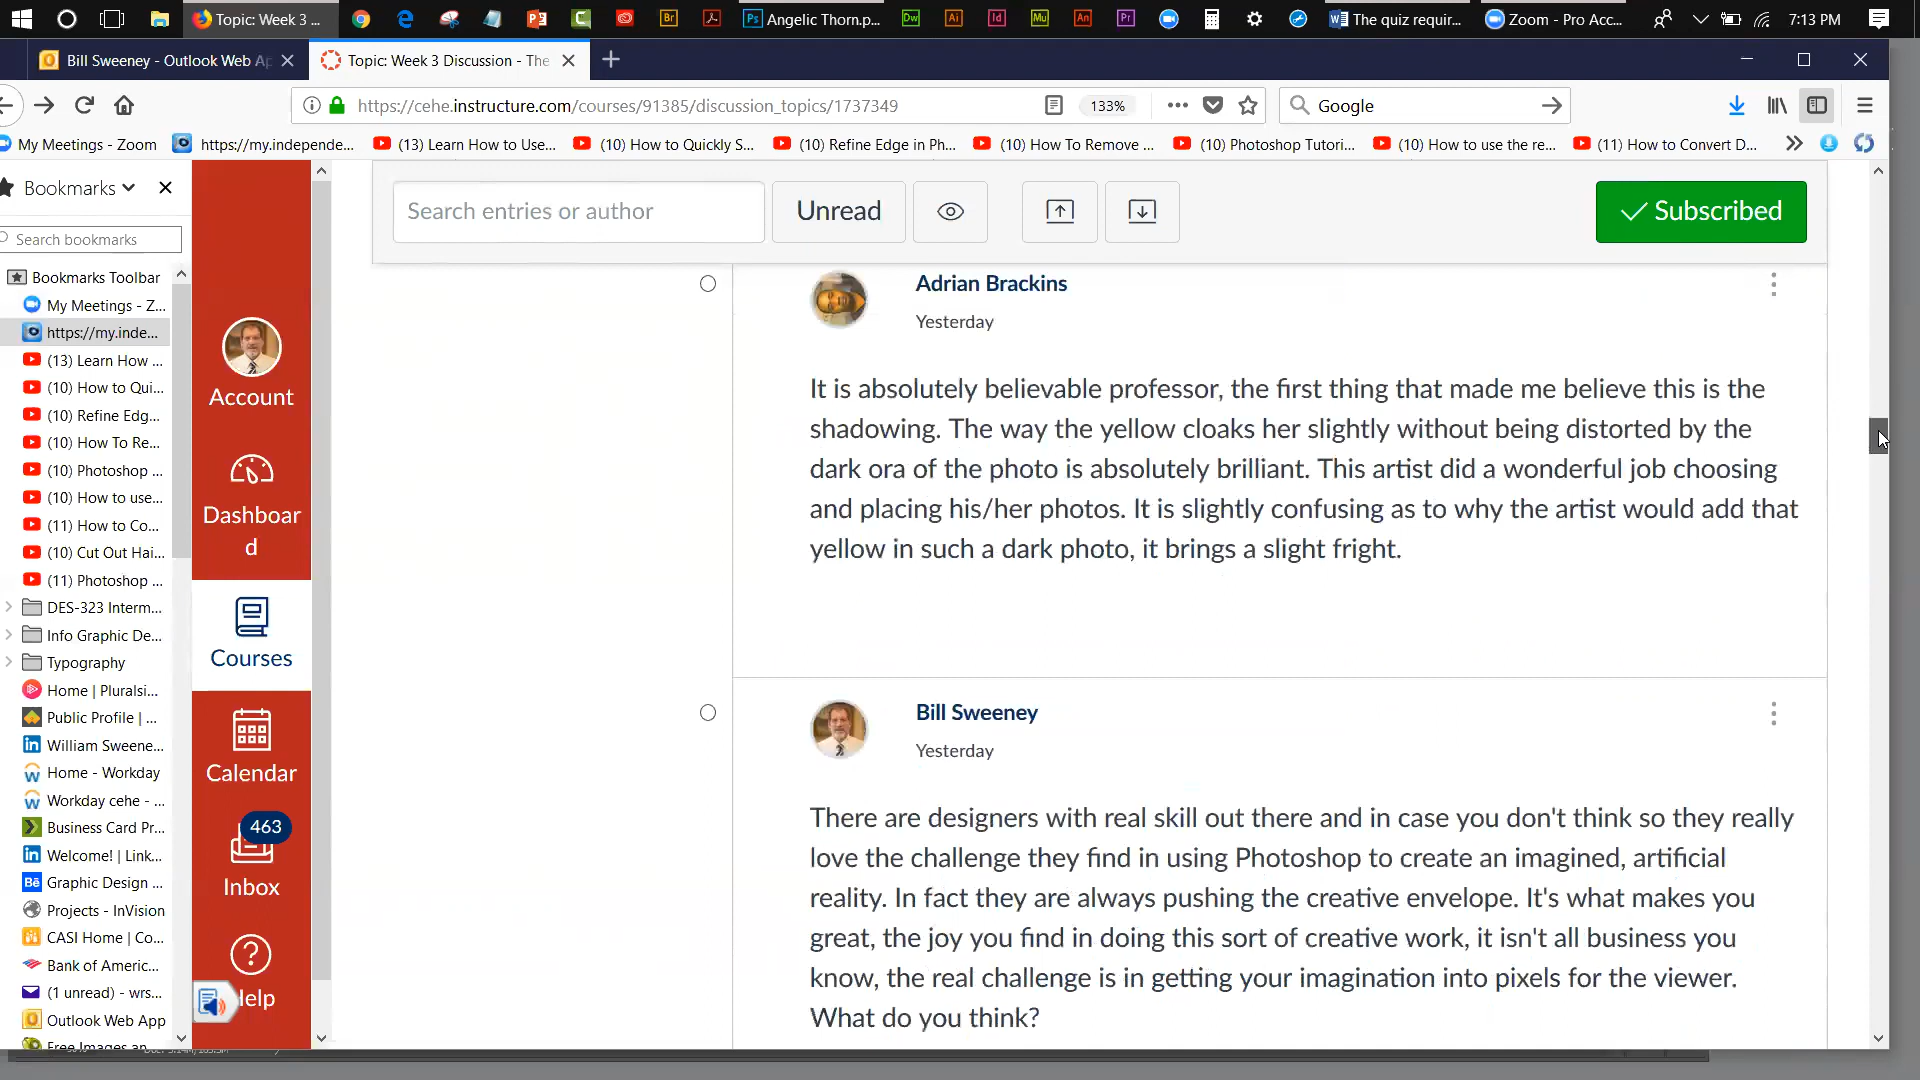 Topic: Week 3 ...
Br
Ps
Angelic Thorn.p...
Dw
Ai
Id
Mu
An
Pr
The quiz requir...
Zoom - Pro Acc...
7:13 PM
Bill Sweeney - Outlook Web Ap
Topic: Week 3 Discussion - The
https://cehe.instructure.com/courses/91385/discussion_topics/1737349
133%
Google
My Meetings - Zoom
https://my.independe...
(13) Learn How to Use...
(10) How to Quickly S...
(10) Refine Edge in Ph...
(10) How To Remove ...
(10) Photoshop Tutori...
(10) How to use the re...
(11) How to Convert D...
Bookmarks
Search bookmarks
Bookmarks Toolbar
My Meetings - Z...
https://my.inde...
(13) Learn How ...
(10) How to Qui...
(10) Refine Edg...
(10) How To Re...
(10) Photoshop ...
(10) How to use...
(11) How to Co...
(10) Cut Out Hai...
(11) Photoshop ...
DES-323 Interm...
Info Graphic De...
Typography
Home | Pluralsi...
Public Profile | ...
William Sweene...
Home - Workday
Workday cehe - ...
Business Card Pr...
Welcome! | Link...
Graphic Design ...
Projects - InVision
CASI Home | Co...
Bank of Americ...
(1 unread) - wrs...
Outlook Web App
Free Images an
Account
Dashboar
d
Courses
Calendar
463
Inbox
Help
Search entries or author
Unread
Subscribed
Adrian Brackins
Yesterday
It is absolutely believable professor, the first thing that made me believe this is the
shadowing. The way the yellow cloaks her slightly without being distorted by the
dark ora of the photo is absolutely brilliant. This artist did a wonderful job choosing
and placing his/her photos. It is slightly confusing as to why the artist would add that
yellow in such a dark photo, it brings a slight fright.
Bill Sweeney
Yesterday
There are designers with real skill out there and in case you don't think so they really
love the challenge they find in using Photoshop to create an imagined, artificial
reality. In fact they are always pushing the creative envelope. It's what makes you
great, the joy you find in doing this sort of creative work, it isn't all business you
know, the real challenge is in getting your imagination into pixels for the viewer.
What do you think?